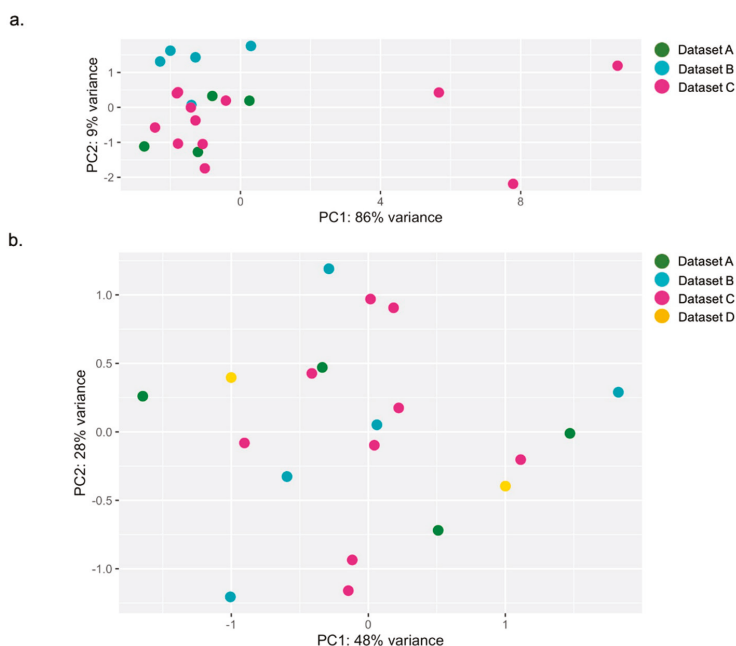 a.
Dataset A
Dataset B
Dataset C
PC2: 9% variance
1
0
-1
-2
0
4
8
PC1: 86% variance
b.
Dataset A
Dataset B
Dataset C
Dataset D
PC2: 28% variance
1.0
0.5
0.0
-0.5
-1.0
-1
0
1
PC1: 48% variance